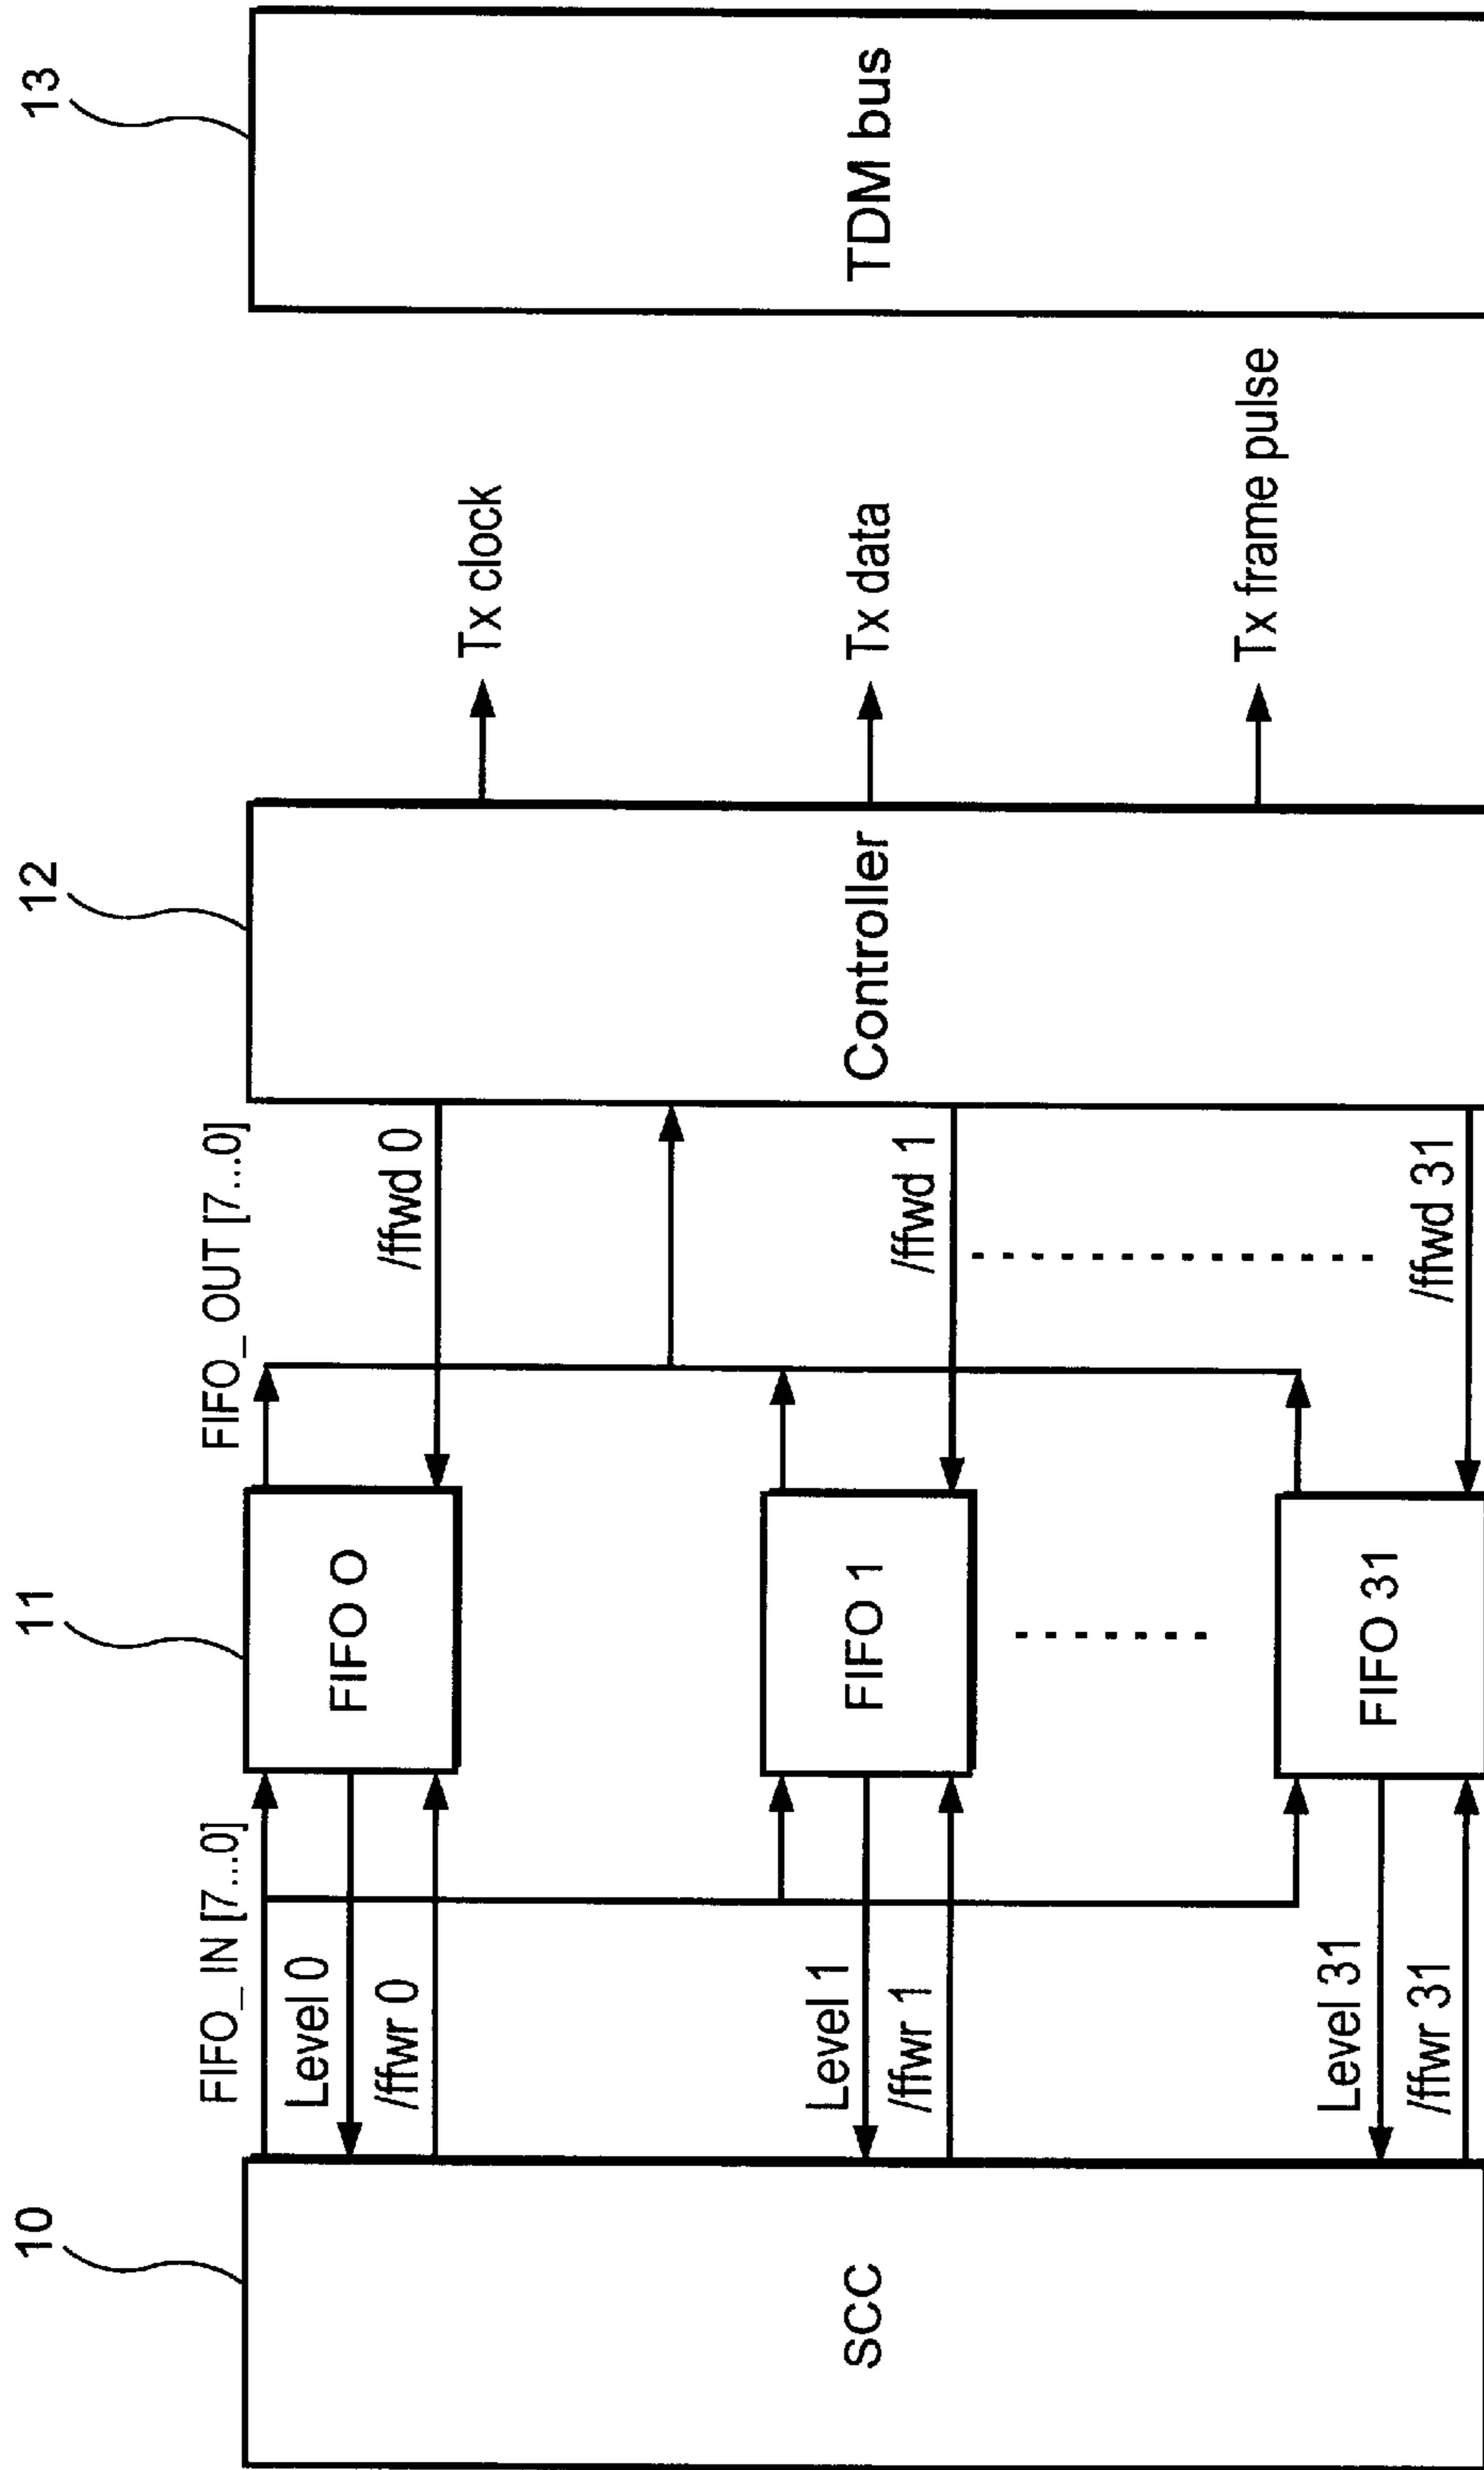 10
11
12
13
SCC
FIFO_IN [7...0]
Level 0
/ffwr 0
Level 1
/ffwr 1
Level 31
/ffwr 31
FIFO 0
FIFO 1
FIFO 31
FIFO_OUT [7...0]
/ffwd 0
/ffwd 1
/ffwd 31
Controller
Tx clock
Tx data
Tx frame pulse
TDM bus